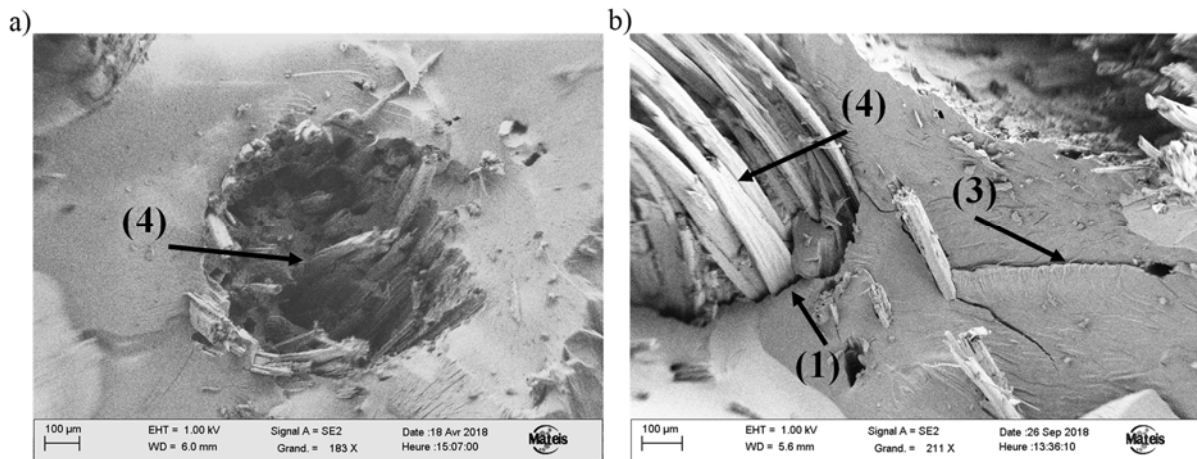 a)
(4)
100 µm
EHT = 1.00 kV
WD = 6.0 mm
Signal A = SE2
Grand. = 183 X
Date :18 Avr 2018
Heure :15:07:00
Mateis
b)
(4)
(3)
(1)
100 µm
EHT = 1.00 kV
WD = 5.6 mm
Signal A = SE2
Grand. = 211 X
Date :26 Sep 2018
Heure :13:36:10
Mateis